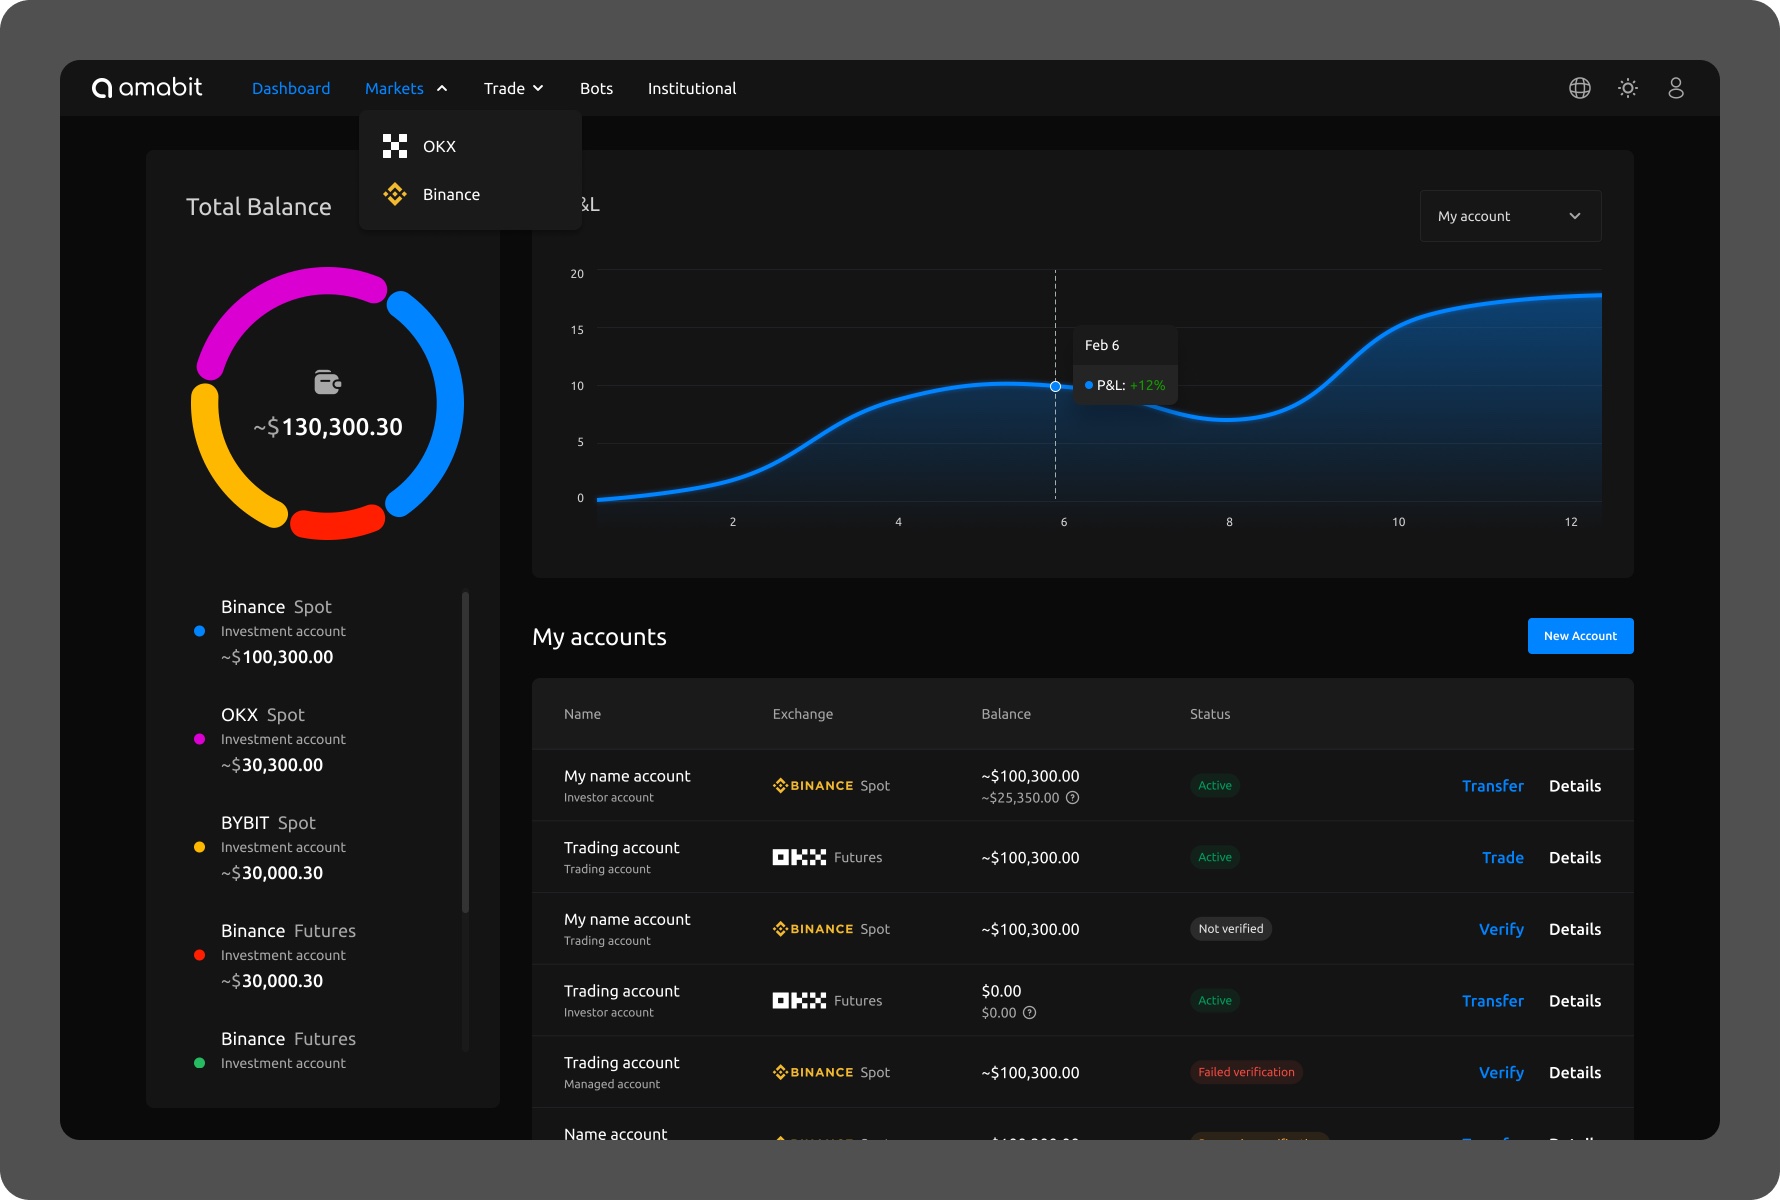 amabit
Dashboard
Markets
Trade
Bots
Institutional
OKX
Binance
Total Balance
~$130,300.30
Binance Spot
Investment account
~$100,300.00
OKX Spot
Investment account
~$30,300.00
BYBIT Spot
Investment account
~$30,000.30
Binance Futures
Investment account
~$30,000.30
Binance Futures
Investment account
&L
My account
20
15
10
5
0
2 4 6 8 10 12
Feb 6
P&L: +12%
My accounts
New Account
Name Exchange Balance Status
My name account
Investor account
BINANCE Spot
~$100,300.00
~$25,350.00
Active
Transfer Details
Trading account
Trading account
OKX Futures
~$100,300.00
Active
Trade Details
My name account
Trading account
BINANCE Spot
~$100,300.00
Not verified
Verify Details
Trading account
Investor account
OKX Futures
$0.00
$0.00
Active
Transfer Details
Trading account
Managed account
BINANCE Spot
~$100,300.00
Failed verification
Verify Details
Name account